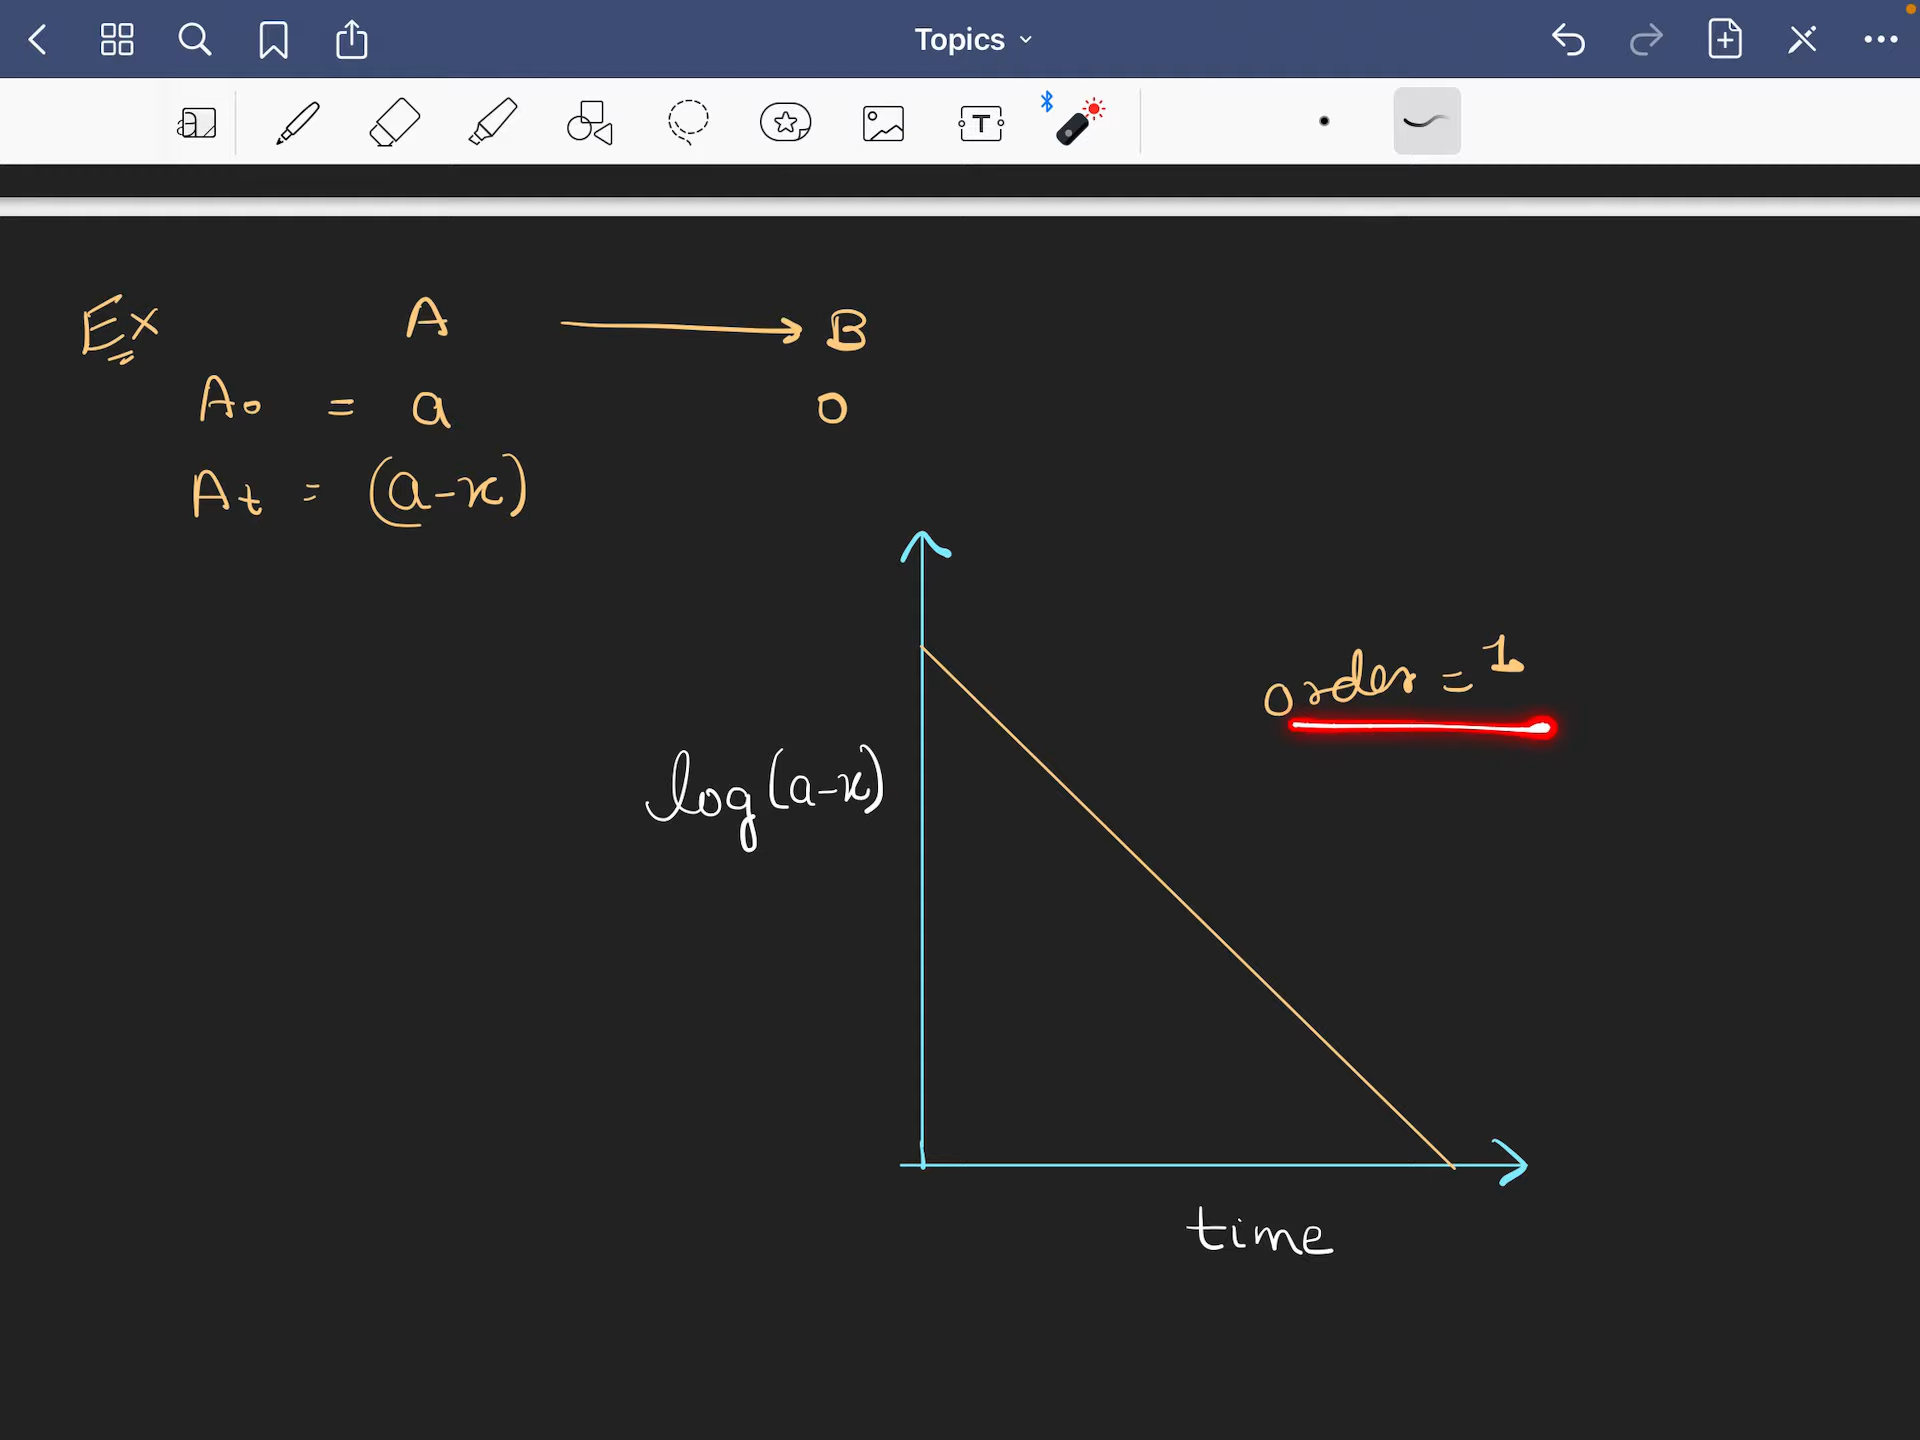 Topics
Ex A → B
A₀ = a 0
Aₜ = (a-x)
order = 1
log(a-x)
time